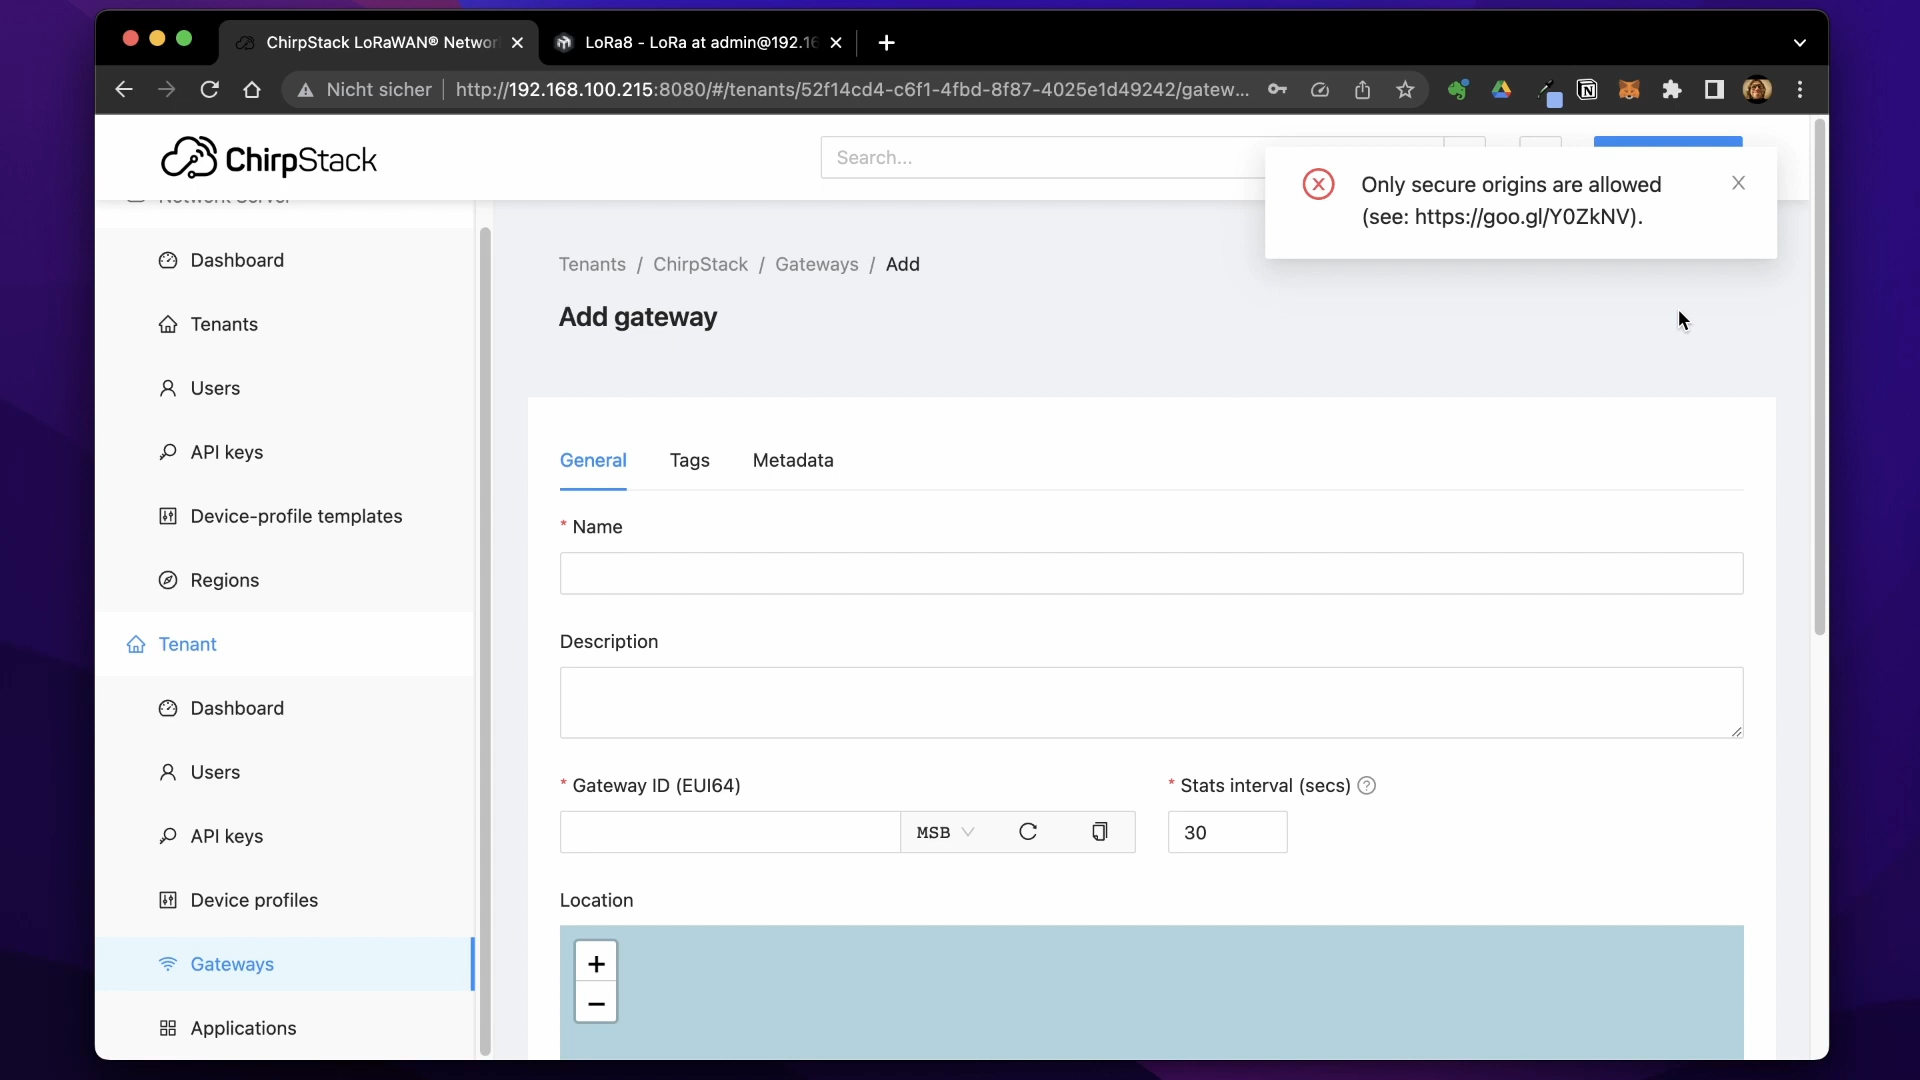 ChirpStack LoRaWAN® Networ
LoRa8 - LoRa at admin@192.16
Nicht sicher
http://192.168.100.215:8080/#/tenants/52f14cd4-c6f1-4fbd-8f87-4025e1d49242/gatew...
ChirpStack
Search...
Only secure origins are allowed
(see: https://goo.gl/Y0ZkNV).
Network Server
Dashboard
Tenants
Users
API keys
Device-profile templates
Regions
Tenant
Dashboard
Users
API keys
Device profiles
Gateways
Applications
Tenants / ChirpStack / Gateways / Add
Add gateway
General Tags Metadata
* Name
Description
* Gateway ID (EUI64)
MSB
* Stats interval (secs)
30
Location
+
−